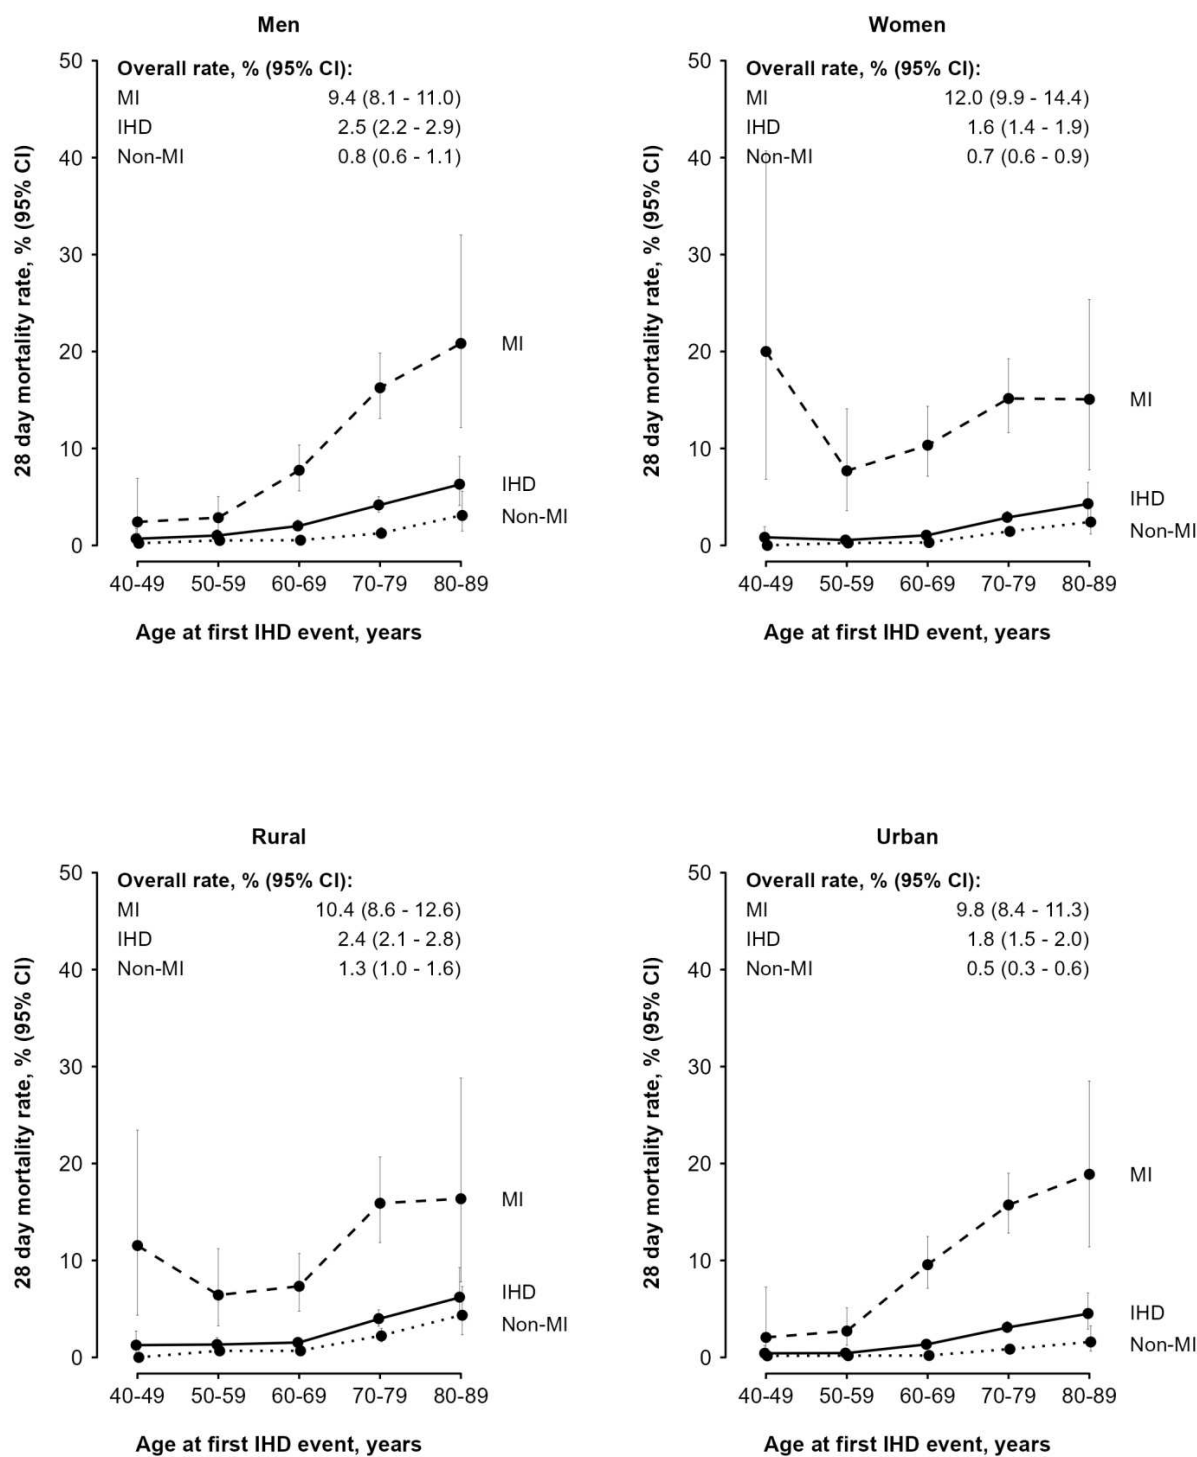 Men
50
40
30
20
10
0
28 day mortality rate, % (95% CI)
Overall rate, % (95% CI):
MI 9.4 (8.1 - 11.0)
IHD 2.5 (2.2 - 2.9)
Non-MI 0.8 (0.6 - 1.1)
MI
IHD
Non-MI
40-49 50-59 60-69 70-79 80-89
Age at first IHD event, years
Women
50
40
30
20
10
0
28 day mortality rate, % (95% CI)
Overall rate, % (95% CI):
MI 12.0 (9.9 - 14.4)
IHD 1.6 (1.4 - 1.9)
Non-MI 0.7 (0.6 - 0.9)
MI
IHD
Non-MI
40-49 50-59 60-69 70-79 80-89
Age at first IHD event, years
Rural
50
40
30
20
10
0
28 day mortality rate, % (95% CI)
Overall rate, % (95% CI):
MI 10.4 (8.6 - 12.6)
IHD 2.4 (2.1 - 2.8)
Non-MI 1.3 (1.0 - 1.6)
MI
IHD
Non-MI
40-49 50-59 60-69 70-79 80-89
Age at first IHD event, years
Urban
50
40
30
20
10
0
28 day mortality rate, % (95% CI)
Overall rate, % (95% CI):
MI 9.8 (8.4 - 11.3)
IHD 1.8 (1.5 - 2.0)
Non-MI 0.5 (0.3 - 0.6)
MI
IHD
Non-MI
40-49 50-59 60-69 70-79 80-89
Age at first IHD event, years